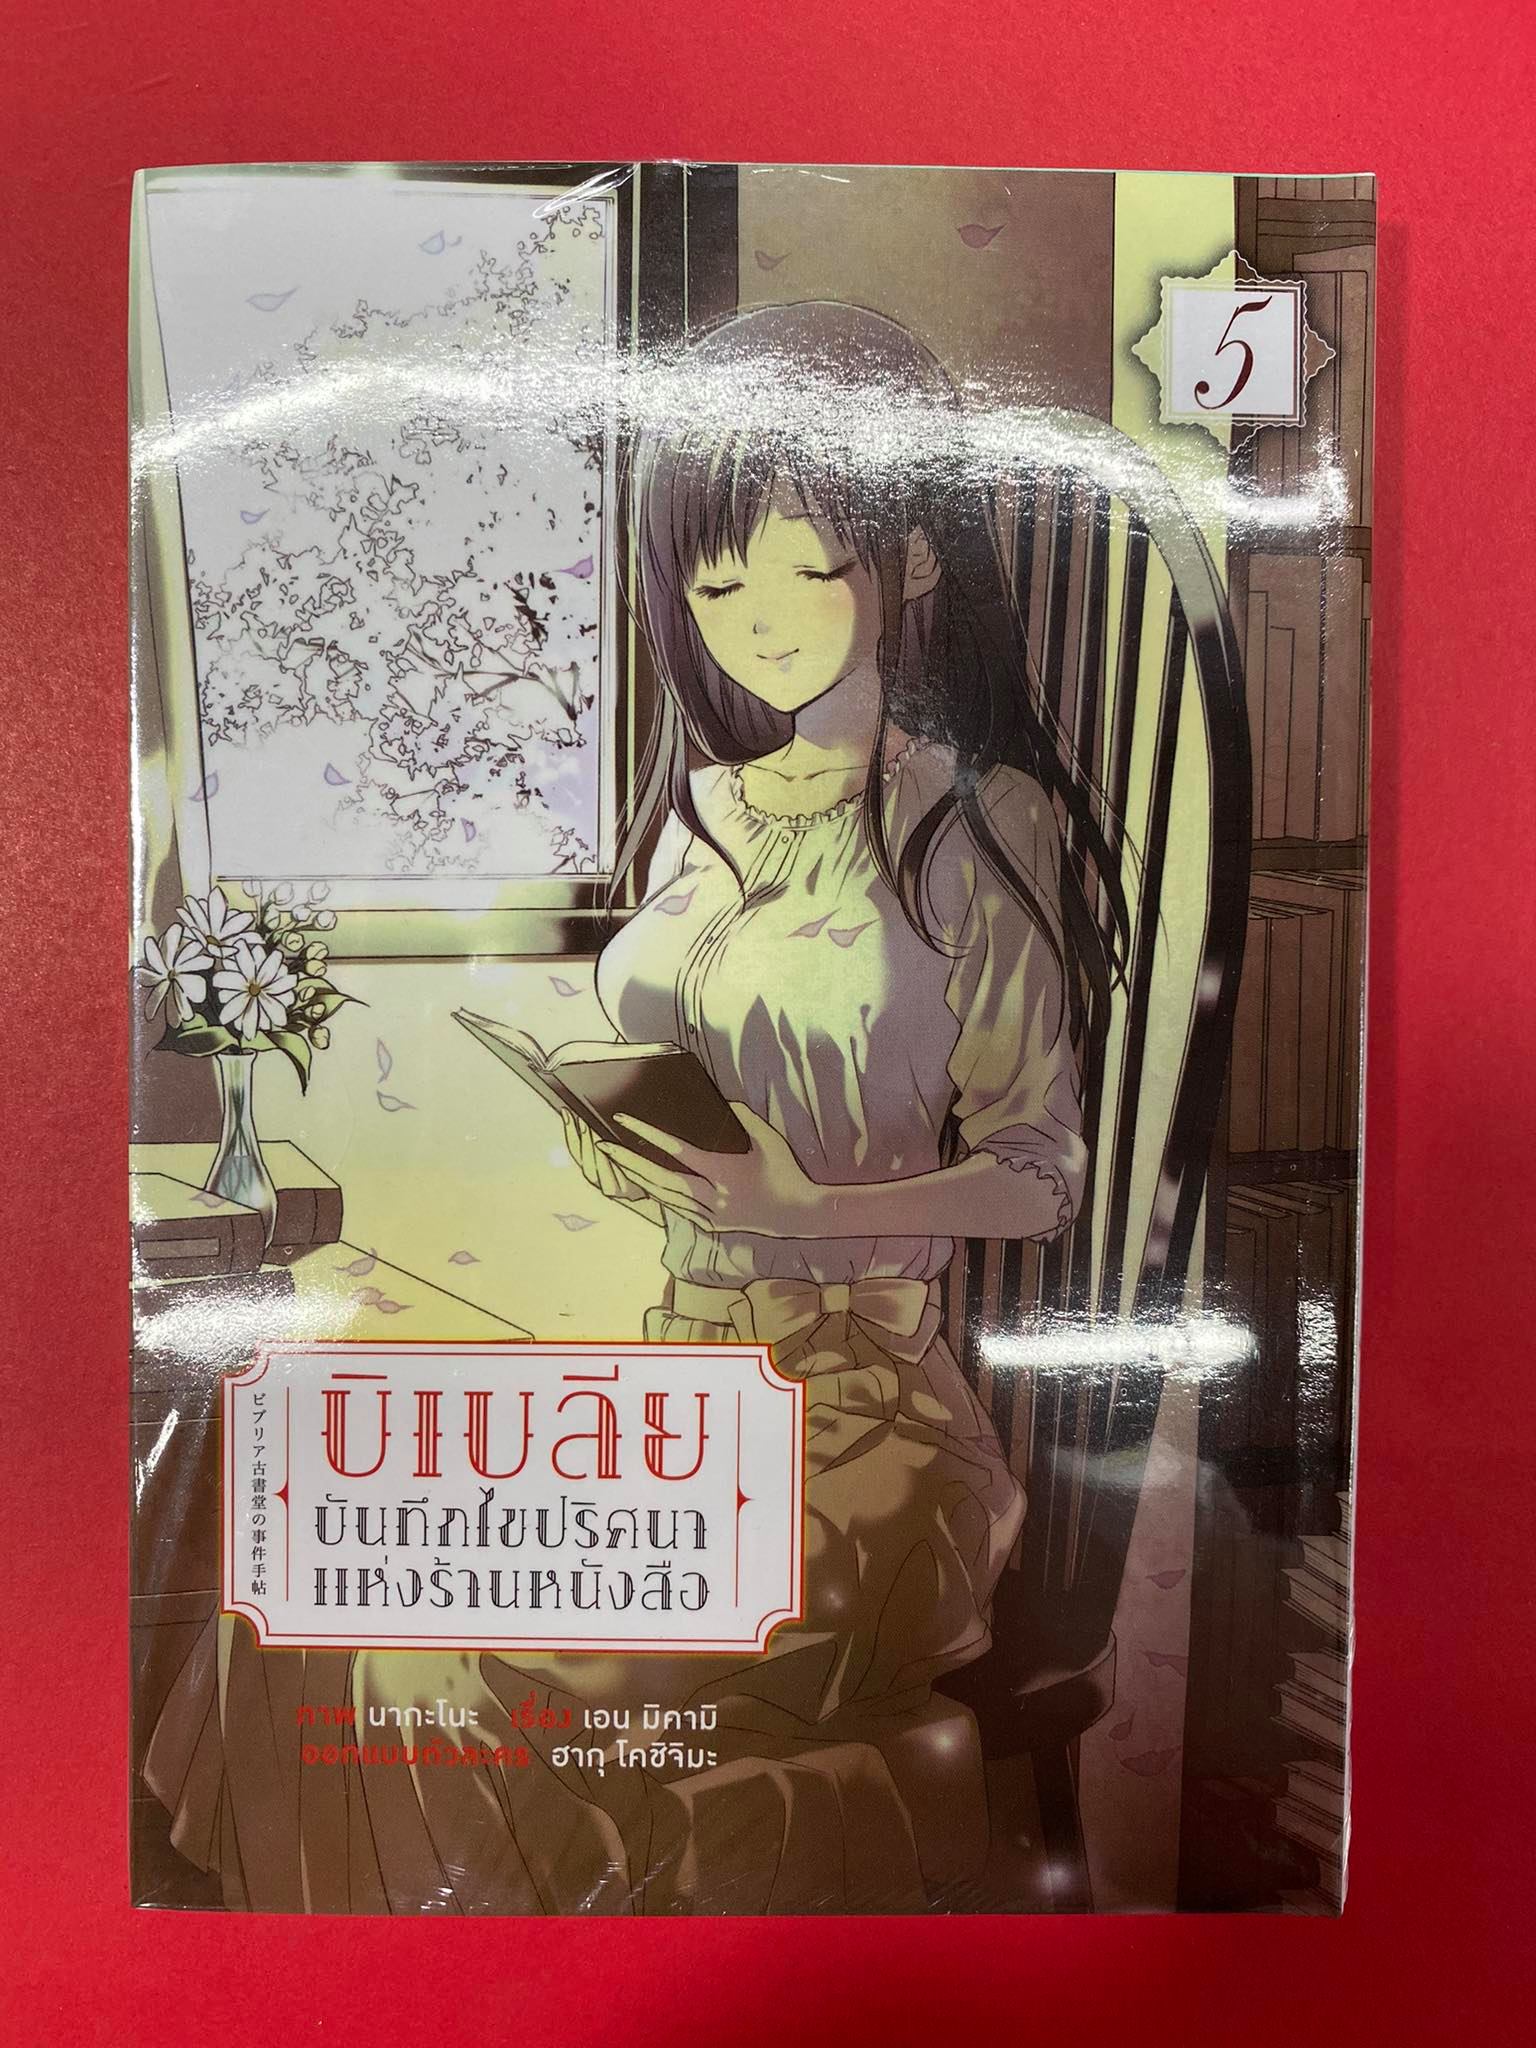 5
บิเบลีย
บันทึกไขปริศนา
แห่งร้านหนังสือ
ビブリア古書堂の事件手帖
ภาพ นากะโนะ เรื่อง เอน มิคามิ
ออกแบบตัวละคร ฮากุ โคชิจิมะ